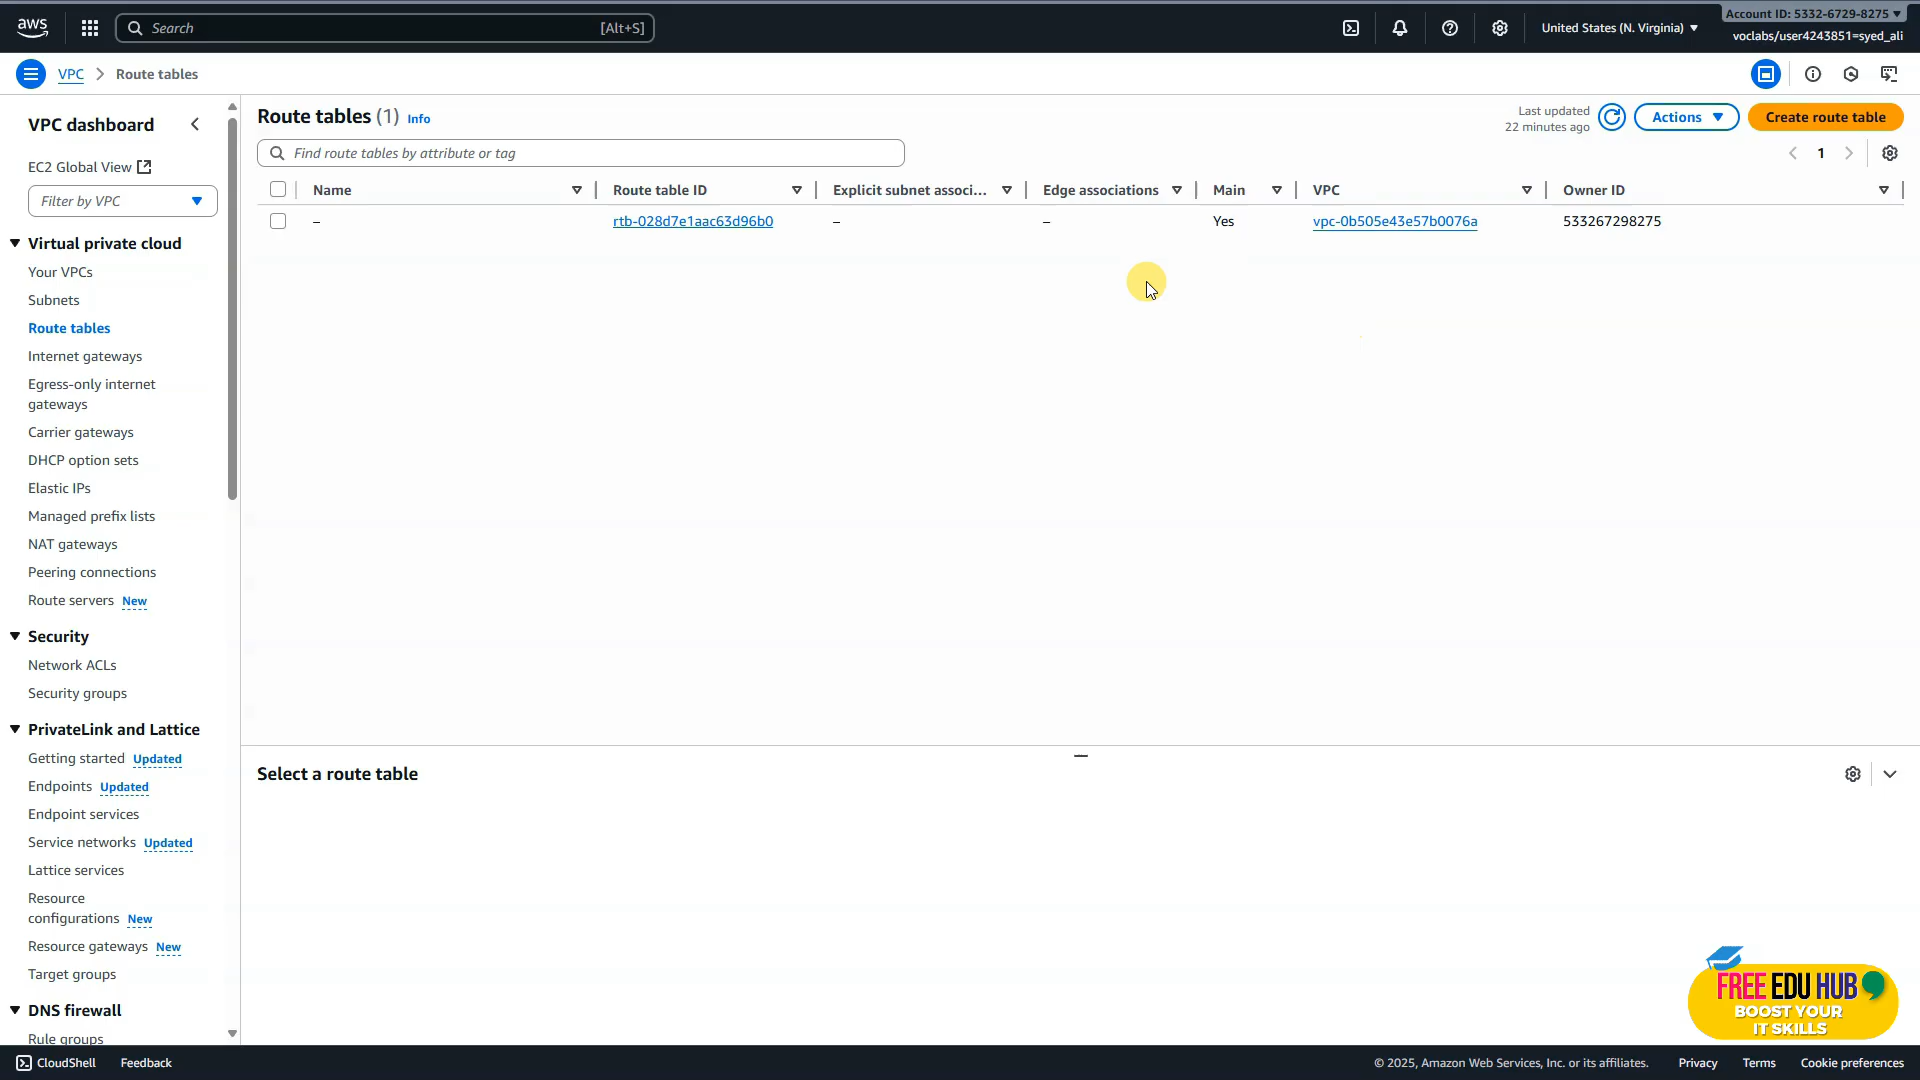 aws
Search
[Alt+S]
United States (N. Virginia)
Account ID: 5332-6729-8275
voclabs/user4243851=syed_ali
VPC
Route tables
VPC dashboard
EC2 Global View
Filter by VPC
Virtual private cloud
Your VPCs
Subnets
Route tables
Internet gateways
Egress-only internet
gateways
Carrier gateways
DHCP option sets
Elastic IPs
Managed prefix lists
NAT gateways
Peering connections
Route servers New
Security
Network ACLs
Security groups
PrivateLink and Lattice
Getting started Updated
Endpoints Updated
Endpoint services
Service networks Updated
Lattice services
Resource
configurations New
Resource gateways New
Target groups
DNS firewall
Rule groups
Route tables (1) Info
Last updated
22 minutes ago
Actions
Create route table
Find route tables by attribute or tag
1
Name Route table ID Explicit subnet associ... Edge associations Main VPC Owner ID
– rtb-028d7e1aac63d96b0 – – Yes vpc-0b505e43e57b0076a 533267298275
Select a route table
FREE EDU HUB
BOOST YOUR
IT SKILLS
CloudShell Feedback
© 2025, Amazon Web Services, Inc. or its affiliates. Privacy Terms Cookie preferences